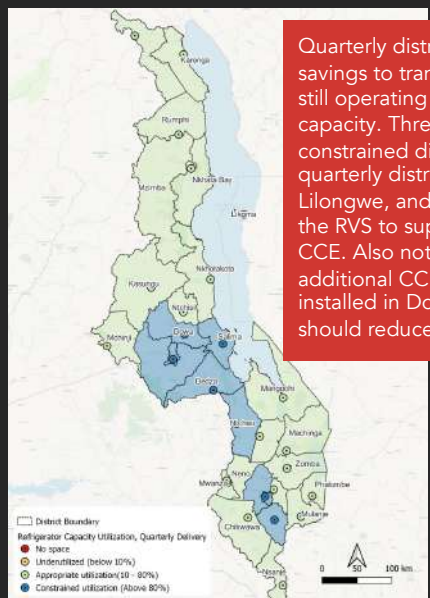 Karonga
Rumphi
Mzimba
Nkhata Bay
Likoma
Nkhotakota
Kasungu
Ntchisi
Dowa
Salima
Mchinji
Dedza
Mangochi
Ntcheu
Machinga
Zomba
Neno
Mwanza
Phalombe
Mulanje
Chikwawa
Nsanje
Quarterly distr
savings to tran
still operating
capacity. Thre
constrained di
quarterly distr
Lilongwe, and
the RVS to sup
CCE. Also not
additional CC
installed in Do
should reduce
District Boundary
Refrigerator Capacity Utilization, Quarterly Delivery
No space
Underutilized (below 10%)
Appropriate utilization(10 - 80%)
Constrained utilization (Above 80%)
0 50 100 km